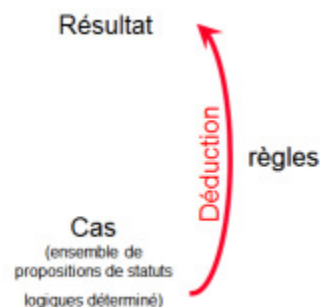 Résultat
Déduction
règles
Cas
(ensemble de
propositions de statuts
logiques déterminé)